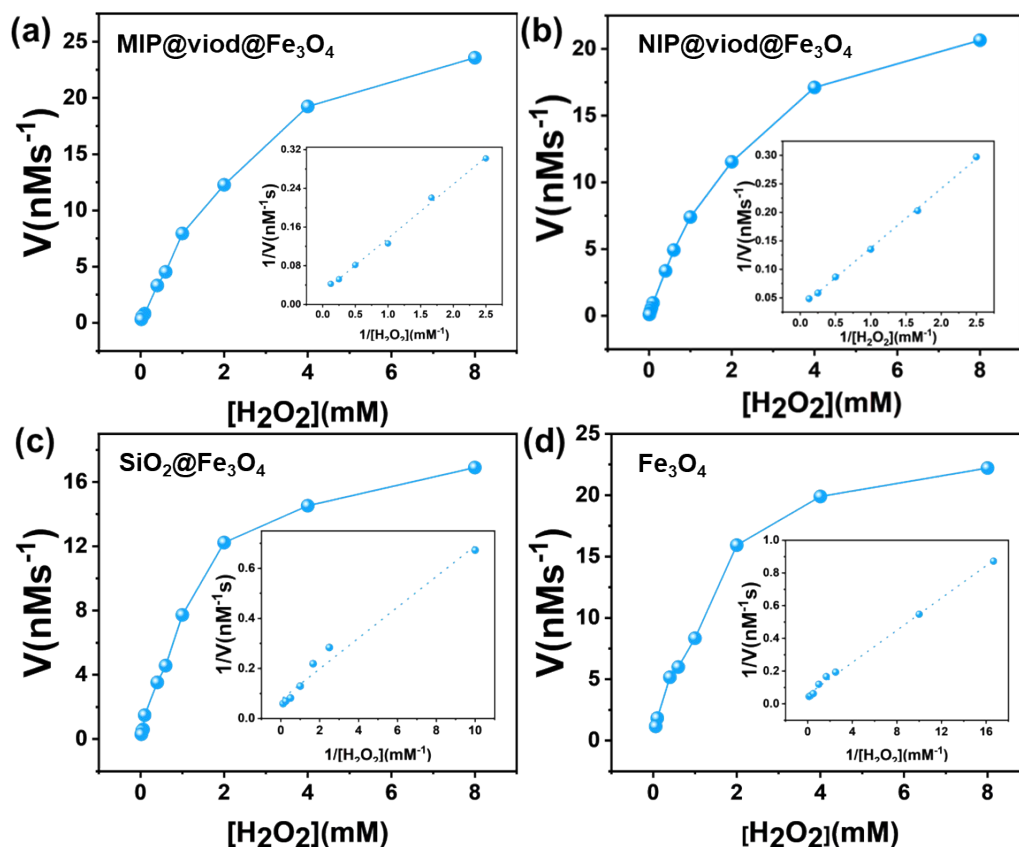 (a)
MIP@viod@Fe₃O₄
25
20
15
10
5
0
V(nMs⁻¹)
0 2 4 6 8
[H₂O₂](mM)
0.32
0.24
0.16
0.08
0.00
1/V(nM⁻¹s)
0.0 0.5 1.0 1.5 2.0 2.5
1/[H₂O₂](mM⁻¹)
(b)
NIP@viod@Fe₃O₄
20
15
10
5
0
V(nMs⁻¹)
0 2 4 6 8
[H₂O₂](mM)
0.30
0.25
0.20
0.15
0.10
0.05
1/V(nMs⁻¹)
0.0 0.5 1.0 1.5 2.0 2.5
1/[H₂O₂](mM⁻¹)
(c)
SiO₂@Fe₃O₄
16
12
8
4
0
V(nMs⁻¹)
0 2 4 6 8
[H₂O₂](mM)
0.6
0.4
0.2
0.0
1/V(nM⁻¹s)
0 2 4 6 8 10
1/[H₂O₂](mM⁻¹)
(d)
Fe₃O₄
25
20
15
10
5
0
V(nMs⁻¹)
0 2 4 6 8
[H₂O₂](mM)
1.0
0.8
0.6
0.4
0.2
0.0
1/V(nM⁻¹s)
0 4 8 12 16
1/[H₂O₂](mM⁻¹)